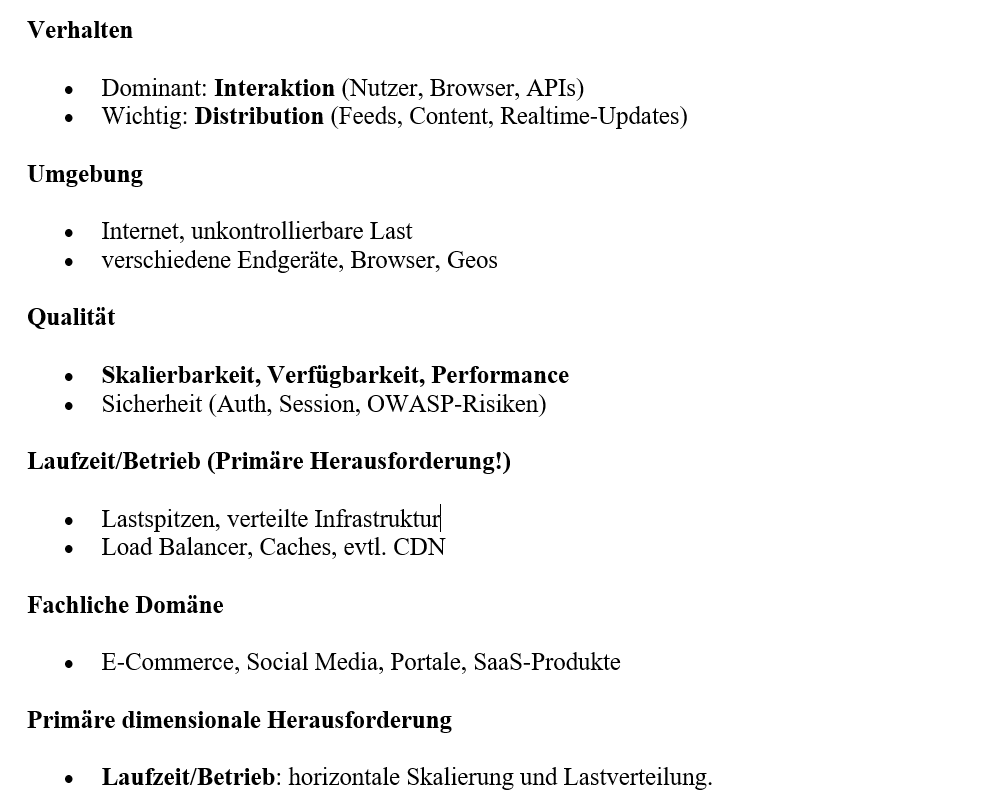 Verhalten
• Dominant: Interaktion (Nutzer, Browser, APIs)
• Wichtig: Distribution (Feeds, Content, Realtime-Updates)
Umgebung
• Internet, unkontrollierbare Last
• verschiedene Endgeräte, Browser, Geos
Qualität
• Skalierbarkeit, Verfügbarkeit, Performance
• Sicherheit (Auth, Session, OWASP-Risiken)
Laufzeit/Betrieb (Primäre Herausforderung!)
• Lastspitzen, verteilte Infrastruktur
• Load Balancer, Caches, evtl. CDN
Fachliche Domäne
• E-Commerce, Social Media, Portale, SaaS-Produkte
Primäre dimensionale Herausforderung
• Laufzeit/Betrieb: horizontale Skalierung und Lastverteilung.